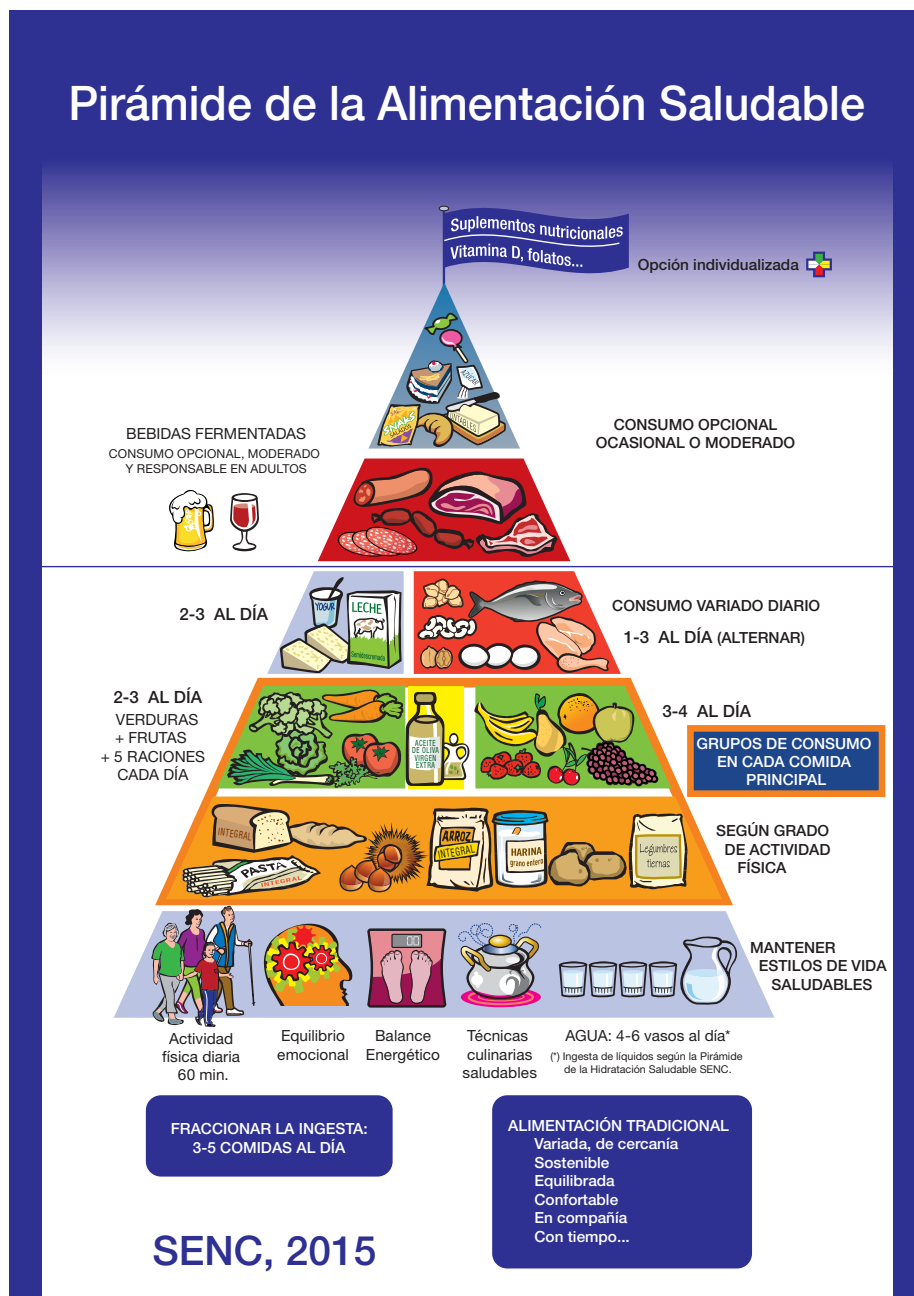 Pirámide de la Alimentación Saludable
Suplementos nutricionales
Vitamina D, folatos...
Opción individualizada
AZÚCAR
SNAKS
SALADOS
UNTABLES
BEBIDAS FERMENTADAS
CONSUMO OPCIONAL, MODERADO
Y RESPONSABLE EN ADULTOS
CONSUMO OPCIONAL
OCASIONAL O MODERADO
2-3 AL DÍA
YOGUR
LECHE
Semidesnatada
CONSUMO VARIADO DIARIO
1-3 AL DÍA (ALTERNAR)
2-3 AL DÍA
VERDURAS
+ FRUTAS
+ 5 RACIONES
CADA DÍA
ACEITE
DE OLIVA
VIRGEN
EXTRA
3-4 AL DÍA
GRUPOS DE CONSUMO
EN CADA COMIDA
PRINCIPAL
INTEGRAL
PASTA
INTEGRAL
ARROZ
INTEGRAL
HARINA
grano entero
Legumbres
tiernas
SEGÚN GRADO
DE ACTIVIDAD
FÍSICA
MANTENER
ESTILOS DE VIDA
SALUDABLES
Actividad
física diaria
60 min.
Equilibrio
emocional
Balance
Energético
Técnicas
culinarias
saludables
AGUA: 4-6 vasos al día*
(*) Ingesta de líquidos según la Pirámide
de la Hidratación Saludable SENC.
FRACCIONAR LA INGESTA:
3-5 COMIDAS AL DÍA
ALIMENTACIÓN TRADICIONAL
Variada, de cercanía
Sostenible
Equilibrada
Confortable
En compañía
Con tiempo...
SENC, 2015